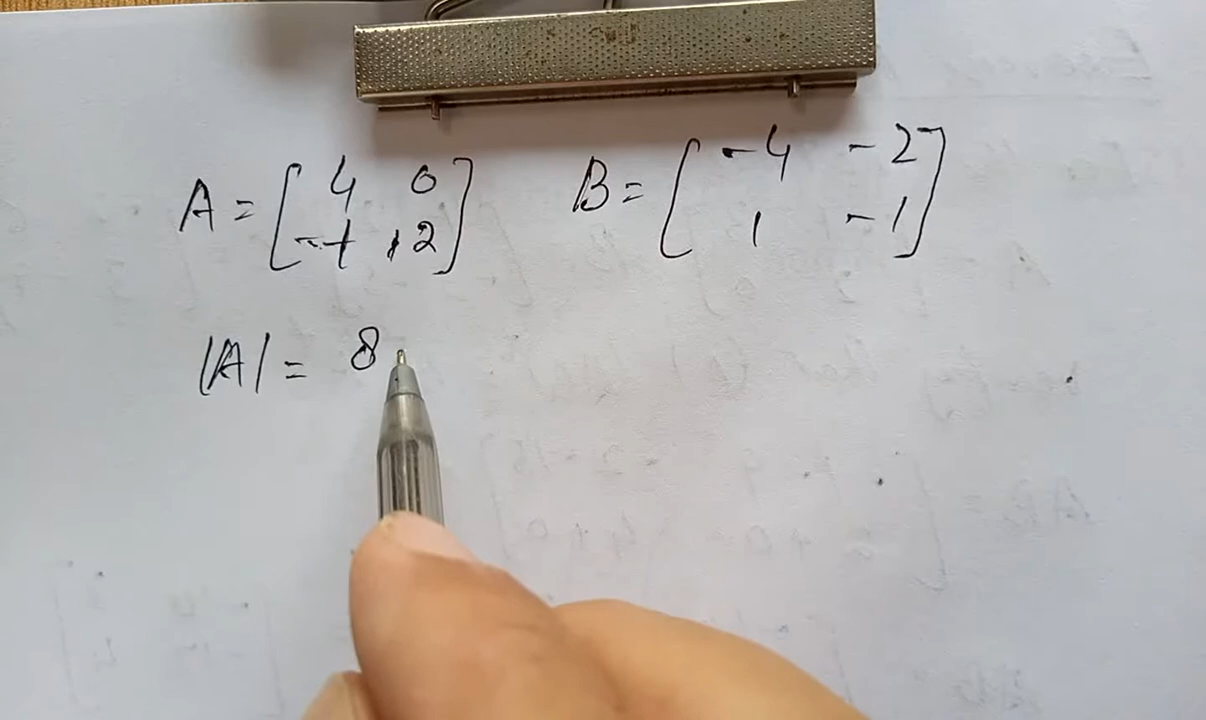 A = [4 0 -1 2] B = [-4 -2 1 -1]
|A| = 8